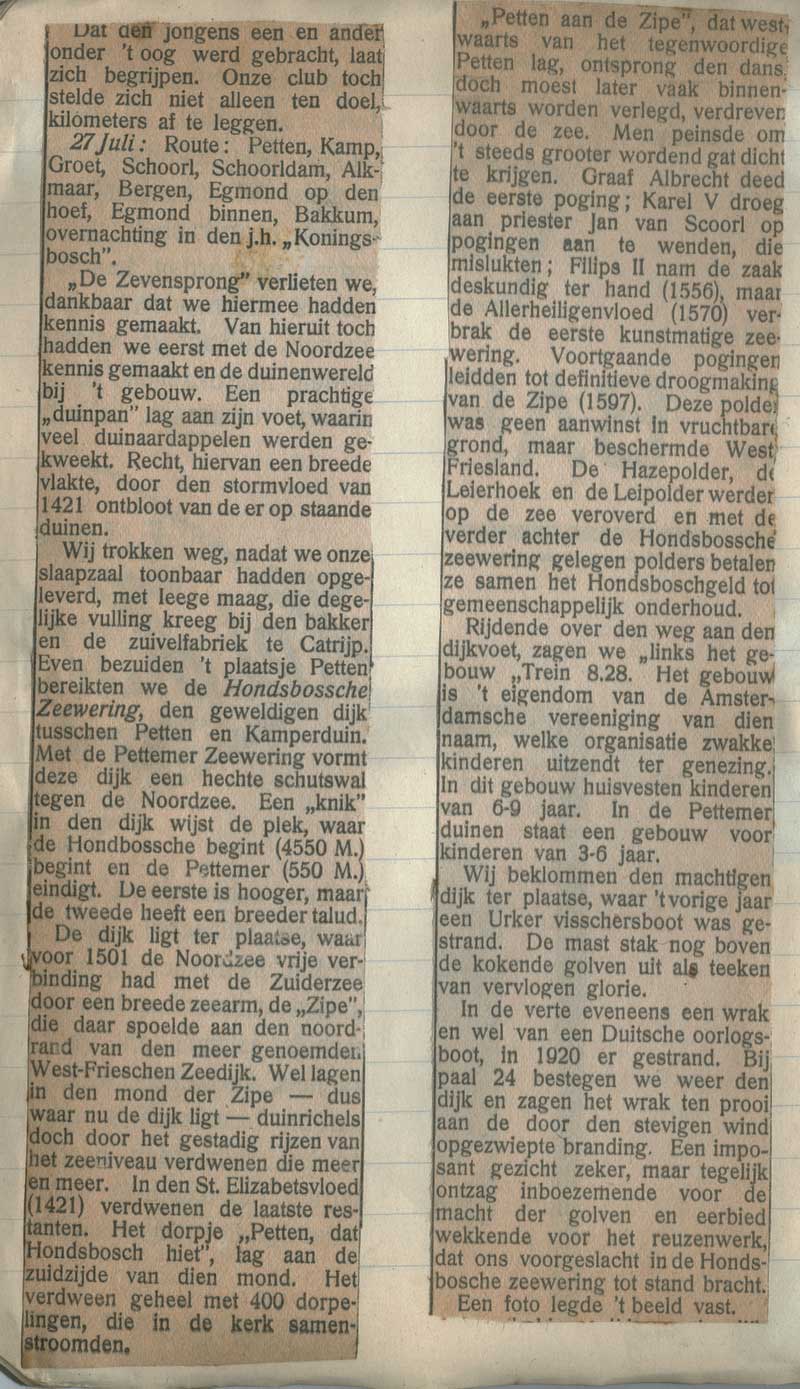 Dat den jongens een en ander
onder 't oog werd gebracht, laat
zich begrijpen. Onze club toch
stelde zich niet alleen ten doel,
kilometers af te leggen.
27 Juli: Route: Petten, Kamp,
Groet, Schoorl, Schoorldam, Alk-
maar, Bergen, Egmond op den
hoef, Egmond binnen, Bakkum,
overnachting in den j.h. „Konings-
bosch”.
„De Zevensprong” verlieten we,
dankbaar dat we hiermee hadden
kennis gemaakt. Van hieruit toch
hadden we eerst met de Noordzee
kennis gemaakt en de duinenwereld
bij 't gebouw. Een prachtige
„duinpan” lag aan zijn voet, waarin
veel duinaardappelen werden ge-
kweekt. Recht, hiervan een breede
vlakte, door den stormvloed van
1421 ontbloot van de er op staande
duinen.
Wij trokken weg, nadat we onze
slaapzaal toonbaar hadden opge-
leverd, met leege maag, die dege-
lijke vulling kreeg bij den bakker
en de zuivelfabriek te Catrijp.
Even bezuiden 't plaatsje Petten
bereikten we de Hondsbossche
Zeewering, den geweldigen dijk
tusschen Petten en Kamperduin.
Met de Pettemer Zeewering vormt
deze dijk een hechte schutswal
tegen de Noordzee. Een „knik”
in den dijk wijst de plek, waar
de Hondbossche begint (4550 M.)
begint en de Pettemer (550 M.)
eindigt. De eerste is hooger, maar
de tweede heeft een breeder talud.
De dijk ligt ter plaatse, waar
voor 1501 de Noordzee vrije ver-
binding had met de Zuiderzee
door een breede zeearm, de „Zipe”,
die daar spoelde aan den noord-
rand van den meer genoemden
West-Frieschen Zeedijk. Wel lagen
in den mond der Zipe — dus
waar nu de dijk ligt — duinrichels
doch door het gestadig rijzen van
het zeeniveau verdwenen die meer
en meer. In den St. Elizabetsvloed
(1421) verdwenen de laatste res-
tanten. Het dorpje „Petten, dat
Hondsbosch hiet”, lag aan de
zuidzijde van dien mond. Het
verdween geheel met 400 dorpe-
lingen, die in de kerk samen-
stroomden.
„Petten aan de Zipe”, dat west-
waarts van het tegenwoordige
Petten lag, ontsprong den dans,
doch moest later vaak binnen-
waarts worden verlegd, verdreven
door de zee. Men peinsde om
't steeds grooter wordend gat dicht
te krijgen. Graaf Albrecht deed
de eerste poging; Karel V droeg
aan priester Jan van Scoorl op
pogingen aan te wenden, die
mislukten; Filips II nam de zaak
deskundig ter hand (1556), maar
de Allerheiligenvloed (1570) ver-
brak de eerste kunstmatige zee-
wering. Voortgaande pogingen
leidden tot definitieve droogmaking
van de Zipe (1597). Deze polder
was geen aanwinst in vruchtbare
grond, maar beschermde West
Friesland. De Hazepolder, de
Leierhoek en de Leipolder werden
op de zee veroverd en met de
verder achter de Hondsbossche
zeewering gelegen polders betalen
ze samen het Hondsboschgeld tot
gemeenschappelijk onderhoud.
Rijdende over den weg aan den
dijkvoet, zagen we „links het ge-
bouw „Trein 8.28. Het gebouw
is 't eigendom van de Amster-
damsche vereeniging van dien
naam, welke organisatie zwakke
kinderen uitzendt ter genezing.
In dit gebouw huisvesten kinderen
van 6-9 jaar. In de Pettemer
duinen staat een gebouw voor
kinderen van 3-6 jaar.
Wij beklommen den machtigen
dijk ter plaatse, waar 't vorige jaar
een Urker visschersboot was ge-
strand. De mast stak nog boven
de kokende golven uit als teeken
van vervlogen glorie.
In de verte eveneens een wrak
en wel van een Duitsche oorlogs-
boot, in 1920 er gestrand. Bij
paal 24 bestegen we weer den
dijk en zagen het wrak ten prooi
aan de door den stevigen wind
opgezwiepte branding. Een impo-
sant gezicht zeker, maar tegelijk
ontzag inboezemende voor de
macht der golven en eerbied
wekkende voor het reuzenwerk,
dat ons voorgeslacht in de Honds-
bossche zeewering tot stand bracht.
Een foto legde 't beeld vast.